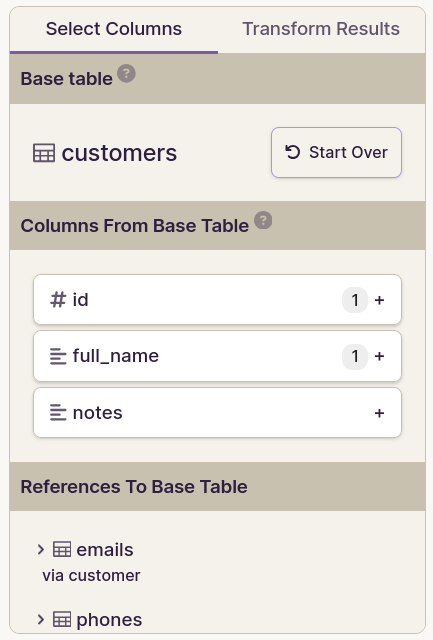 Select Columns Transform Results
Base table ?
customers Start Over
Columns From Base Table ?
id 1 +
full_name 1 +
notes +
References To Base Table
emails
via customer
phones